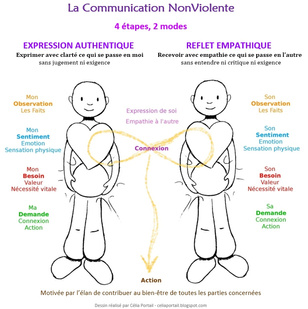 La Communication NonViolente
4 étapes, 2 modes
EXPRESSION AUTHENTIQUE
Exprimer avec clarté ce qui se passe en moi
sans jugement ni exigence
REFLET EMPATHIQUE
Recevoir avec empathie ce qui se passe en l'autre
sans entendre ni critique ni exigence
Mon
Observation
Les Faits
Mon
Sentiment
Emotion
Sensation physique
Mon
Besoin
Valeur
Nécessité vitale
Ma
Demande
Connexion
Action
Expression de soi
Empathie à l'autre
Connexion
Son
Observation
Les Faits
Son
Sentiment
Emotion
Sensation physique
Son
Besoin
Valeur
Nécessité vitale
Sa
Demande
Connexion
Action
Action
Motivée par l'élan de contribuer au bien-être de toutes les parties concernées
Dessin réalisé par Célia Portail - celiaportail.blogspot.com